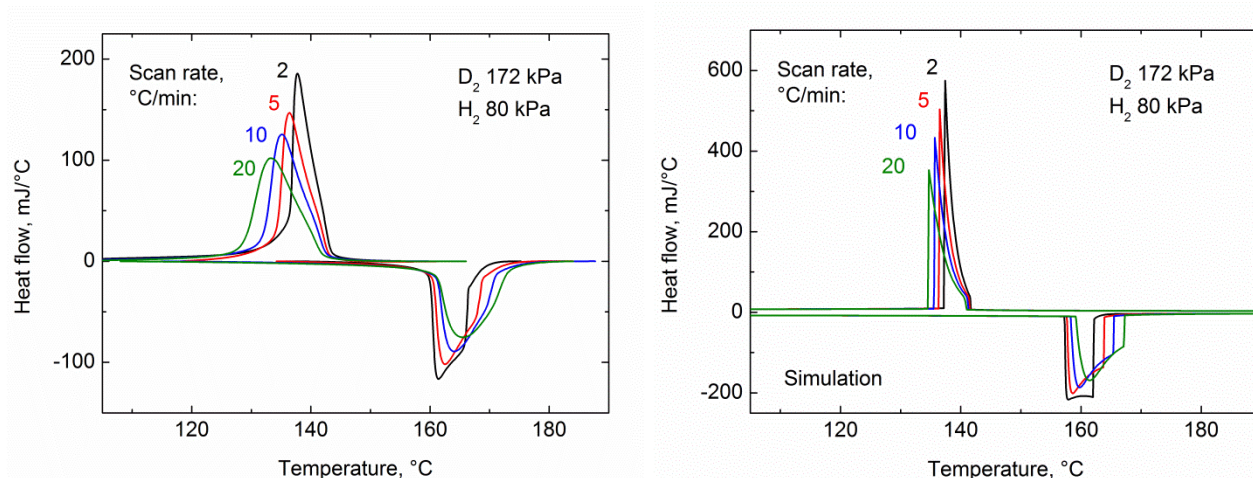 Scan rate,
°C/min:
2
5
10
20
D₂ 172 kPa
H₂ 80 kPa
200
100
0
-100
120
140
160
180
Heat flow, mJ/°C
Temperature, °C
Scan rate,
°C/min:
2
5
10
20
D₂ 172 kPa
H₂ 80 kPa
600
400
200
0
-200
Simulation
120
140
160
180
Heat flow, mJ/°C
Temperature, °C